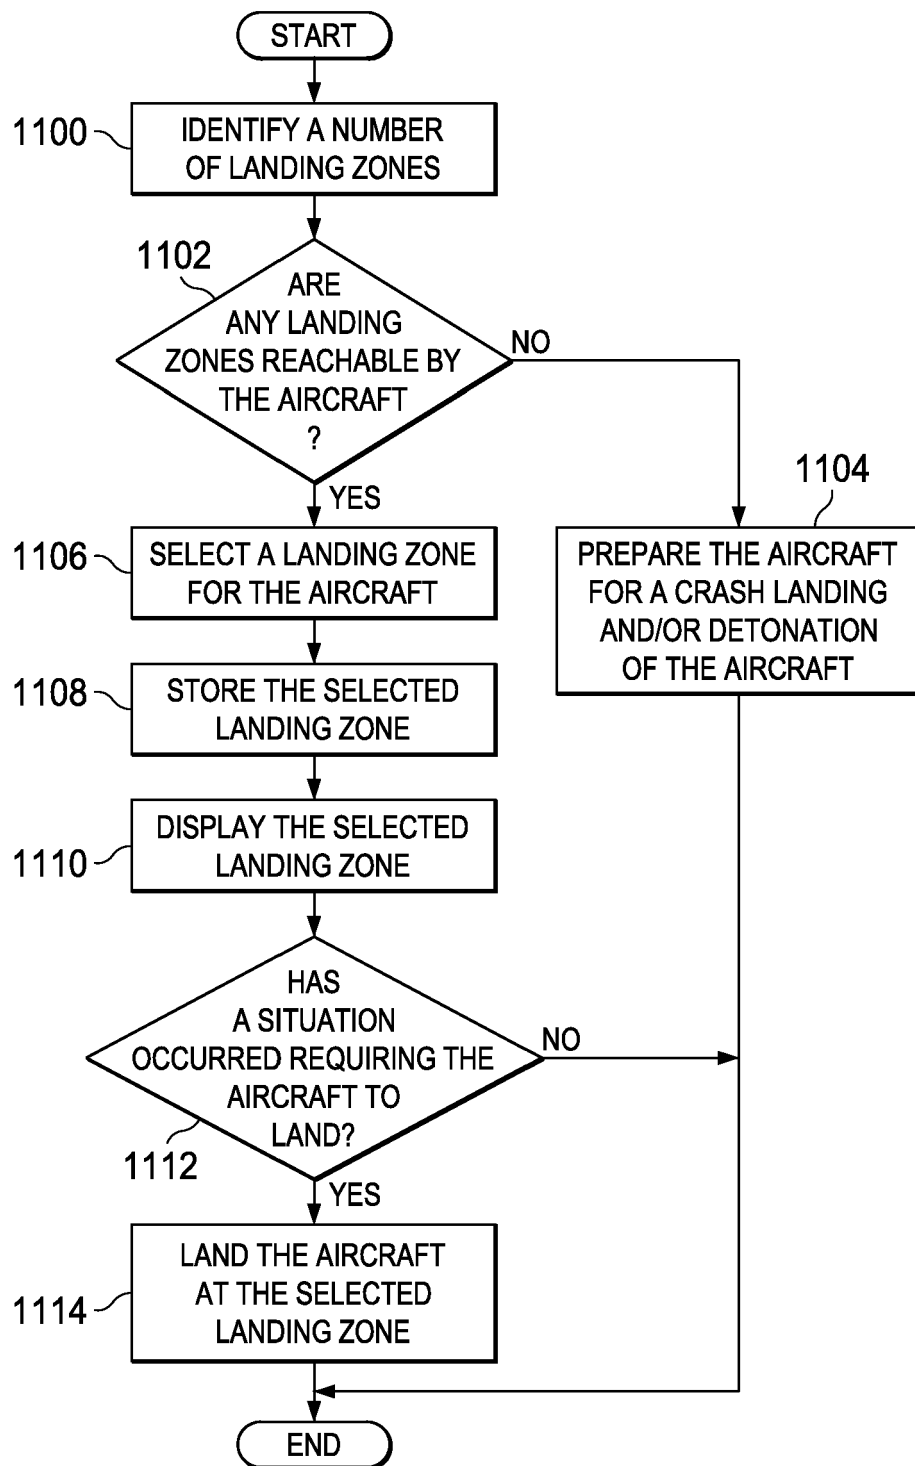 START
1100
IDENTIFY A NUMBER
OF LANDING ZONES
1102
ARE
ANY LANDING
ZONES REACHABLE BY
THE AIRCRAFT
?
NO
YES
1104
PREPARE THE AIRCRAFT
FOR A CRASH LANDING
AND/OR DETONATION
OF THE AIRCRAFT
1106
SELECT A LANDING ZONE
FOR THE AIRCRAFT
1108
STORE THE SELECTED
LANDING ZONE
1110
DISPLAY THE SELECTED
LANDING ZONE
HAS
A SITUATION
OCCURRED REQUIRING THE
AIRCRAFT TO
LAND?
NO
1112
YES
1114
LAND THE AIRCRAFT
AT THE SELECTED
LANDING ZONE
END